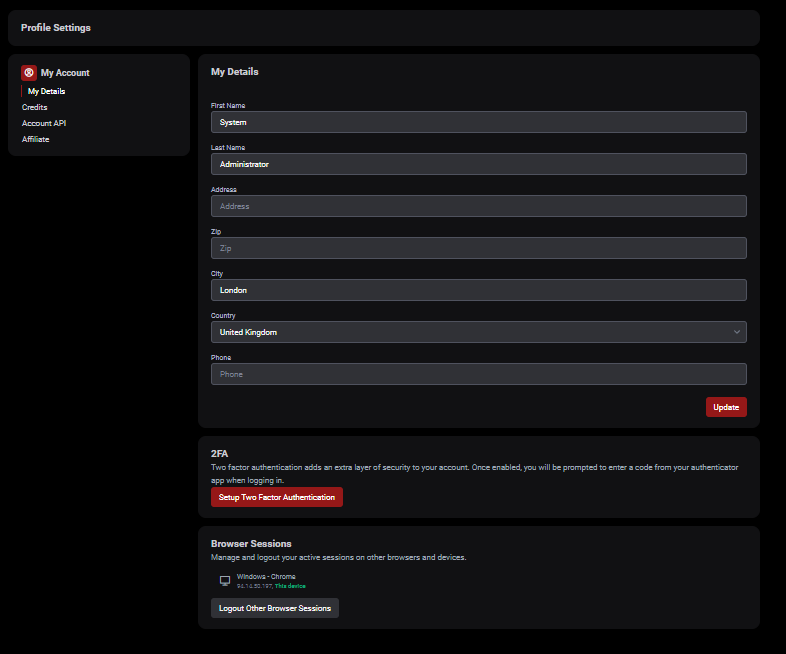 Profile Settings
My Account
My Details
Credits
Account API
Affiliate
My Details
First Name
System
Last Name
Administrator
Address
Address
Zip
Zip
City
London
Country
United Kingdom
Phone
Phone
Update
2FA
Two factor authentication adds an extra layer of security to your account. Once enabled, you will be prompted to enter a code from your authenticator
app when logging in.
Setup Two Factor Authentication
Browser Sessions
Manage and logout your active sessions on other browsers and devices.
Windows - Chrome
This device
Logout Other Browser Sessions